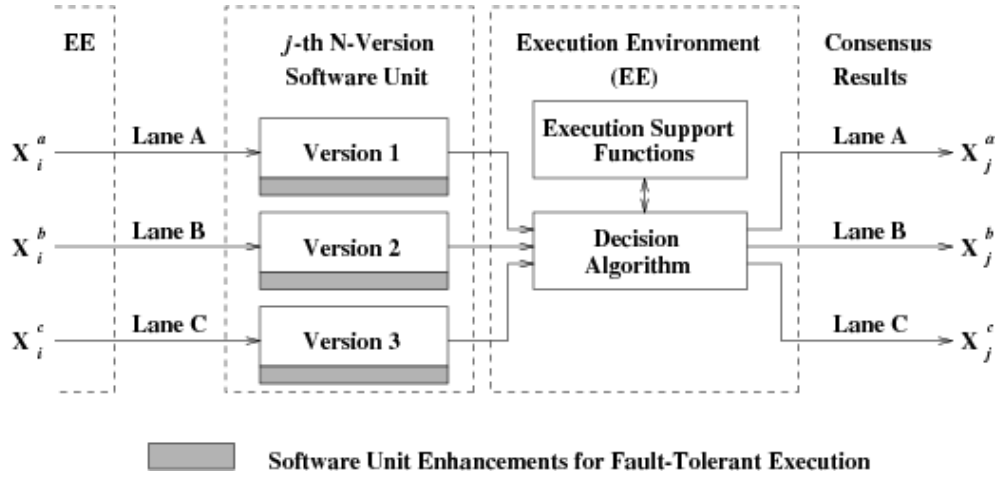 EE
j-th N-Version
Software Unit
Execution Environment
(EE)
Consensus
Results
X i a
Lane A
Version 1
Execution Support
Functions
Lane A
X j a
X i b
Lane B
Version 2
Decision
Algorithm
Lane B
X j b
X i c
Lane C
Version 3
Lane C
X j c
Software Unit Enhancements for Fault-Tolerant Execution